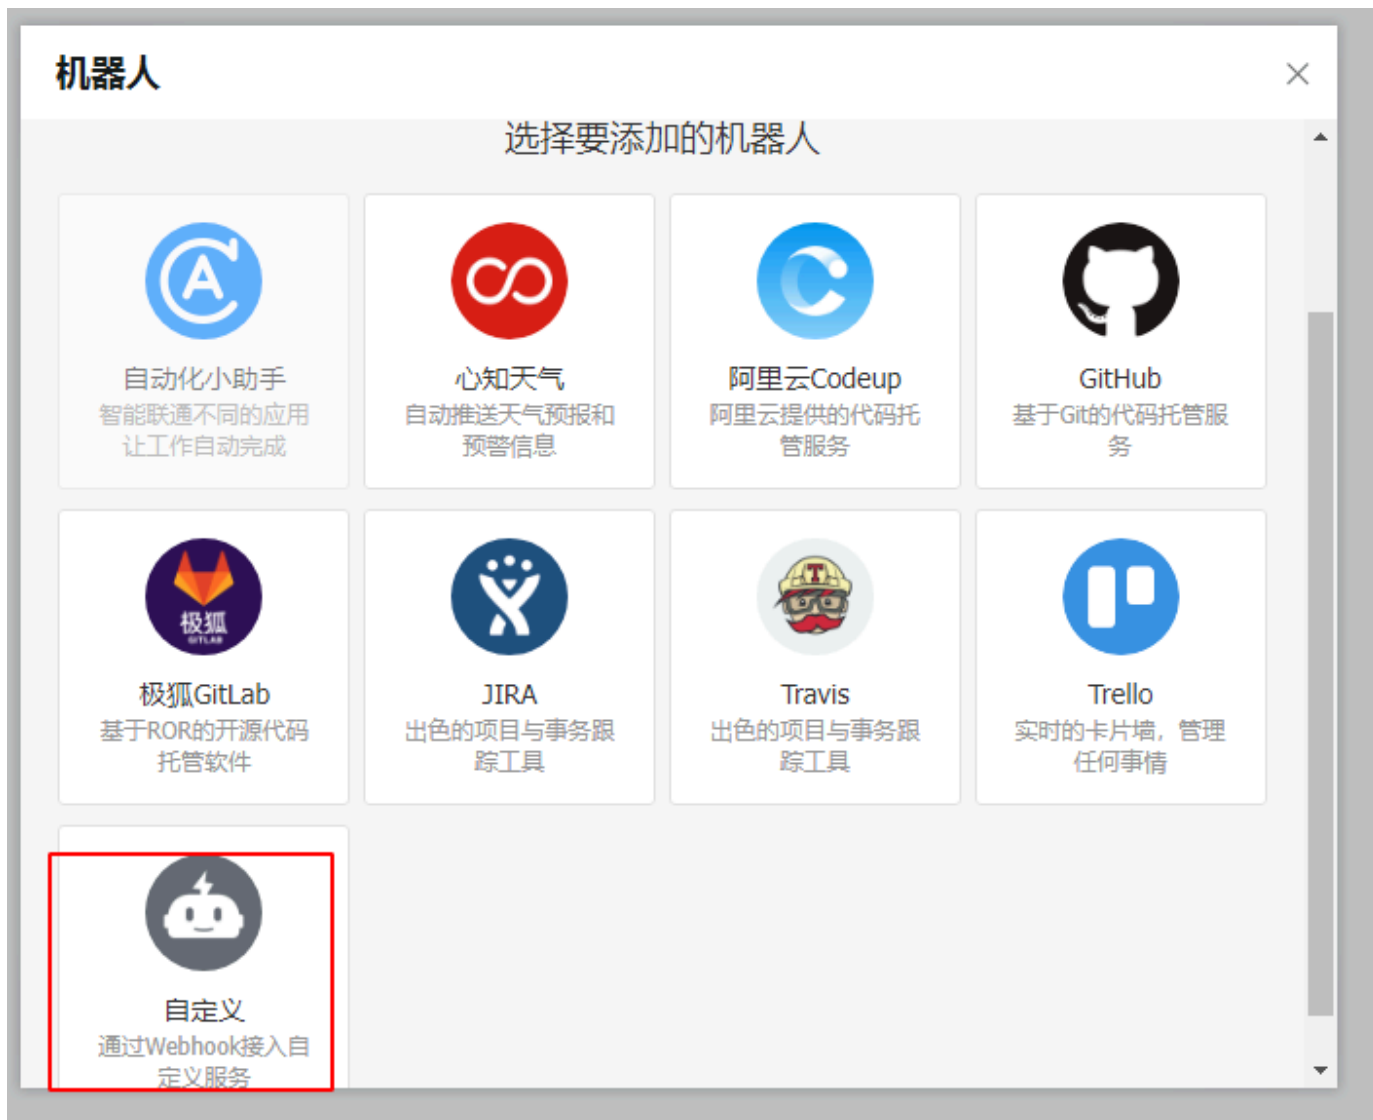 机器人
选择要添加的机器人
自动化小助手
智能联通不同的应用
让工作自动完成
心知天气
自动推送天气预报和
预警信息
阿里云Codeup
阿里云提供的代码托
管服务
GitHub
基于Git的代码托管服
务
极狐
GITLAB
极狐GitLab
基于ROR的开源代码
托管软件
JIRA
出色的项目与事务跟
踪工具
T
Travis
出色的项目与事务跟
踪工具
Trello
实时的卡片墙，管理
任何事情
自定义
通过Webhook接入自
定义服务